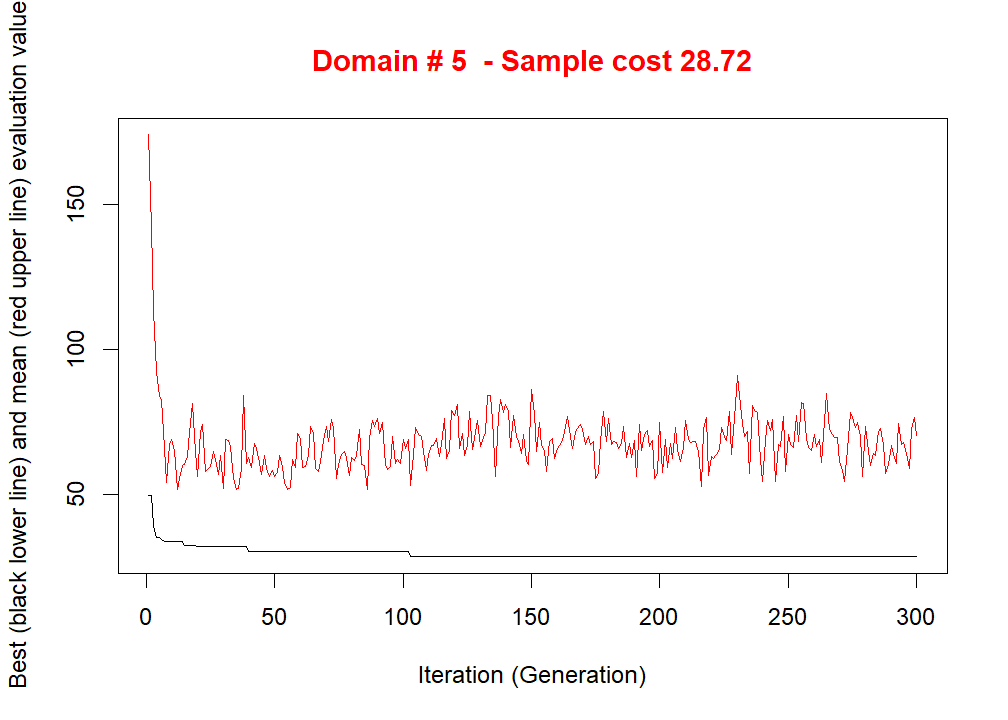 Domain # 5  - Sample cost 28.72
Best (black lower line) and mean (red upper line) evaluation value
150
100
50
0 50 100 150 200 250 300
Iteration (Generation)